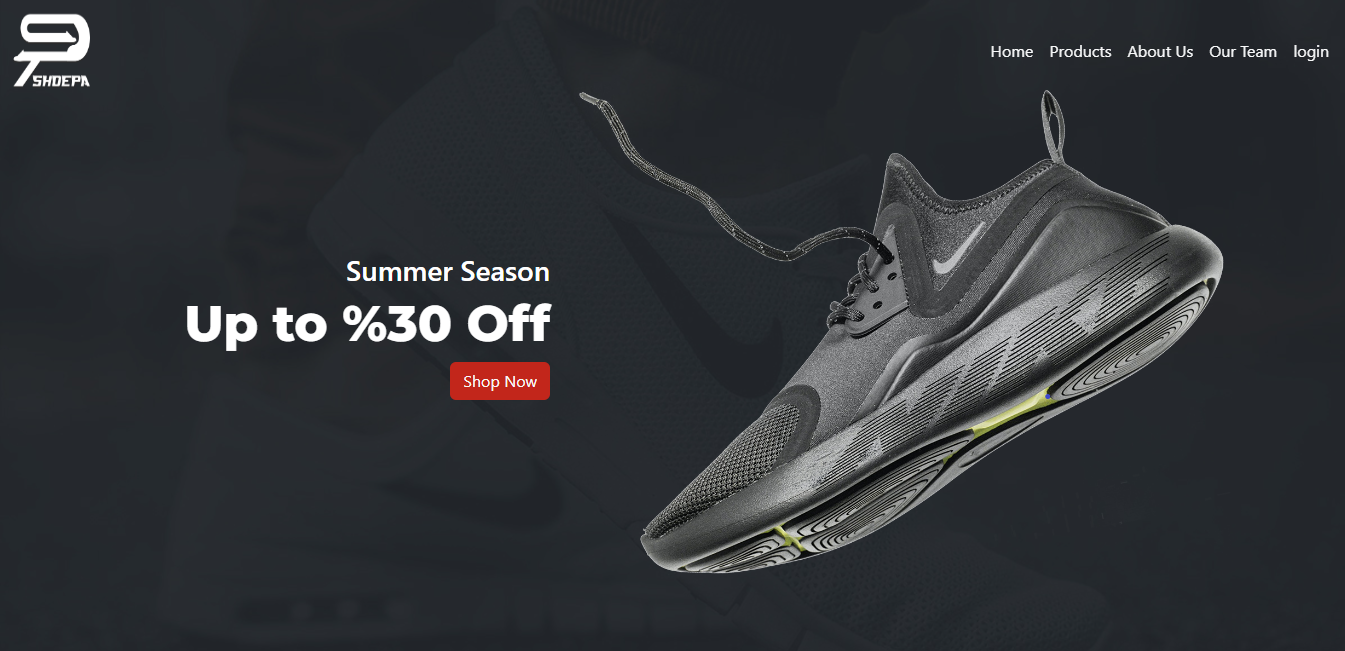 SHOEPA
Home Products About Us Our Team login
Summer Season
Up to %30 Off
Shop Now